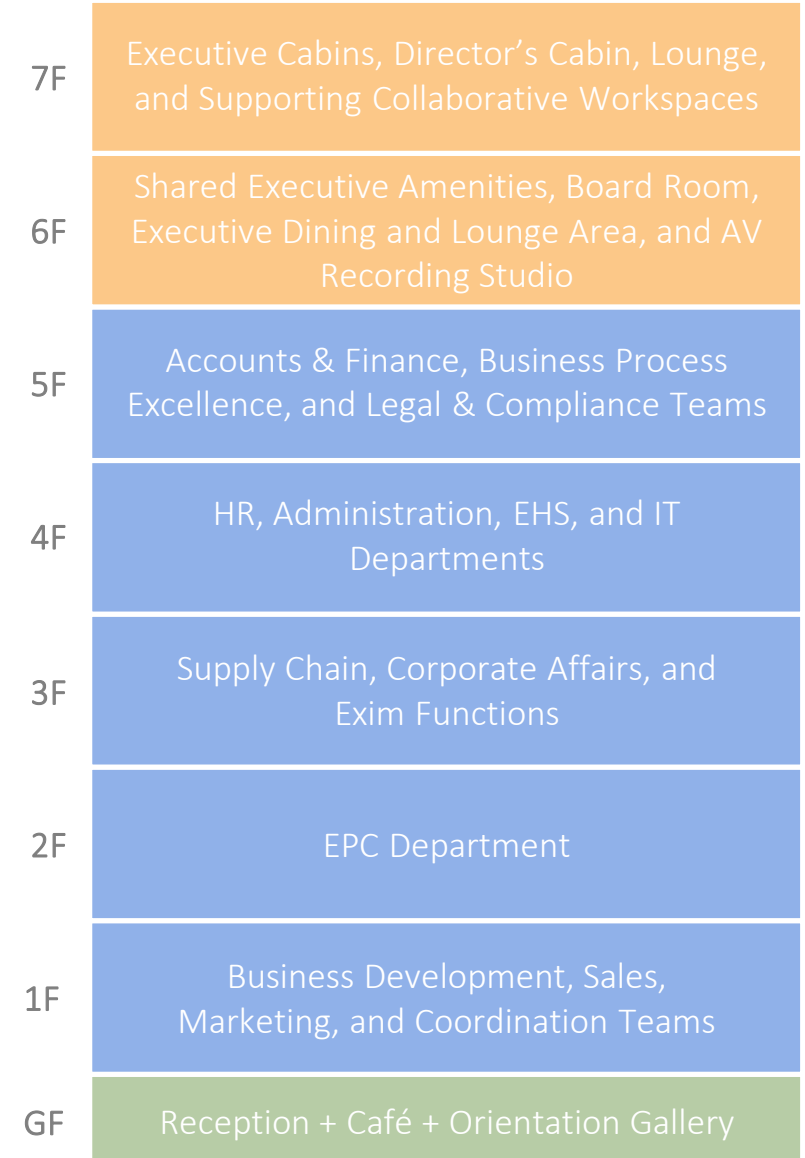 7F
Executive Cabins, Director’s Cabin, Lounge,
and Supporting Collaborative Workspaces
6F
Shared Executive Amenities, Board Room,
Executive Dining and Lounge Area, and AV
Recording Studio
5F
Accounts & Finance, Business Process
Excellence, and Legal & Compliance Teams
4F
HR, Administration, EHS, and IT
Departments
3F
Supply Chain, Corporate Affairs, and
Exim Functions
2F
EPC Department
1F
Business Development, Sales,
Marketing, and Coordination Teams
GF
Reception + Café + Orientation Gallery